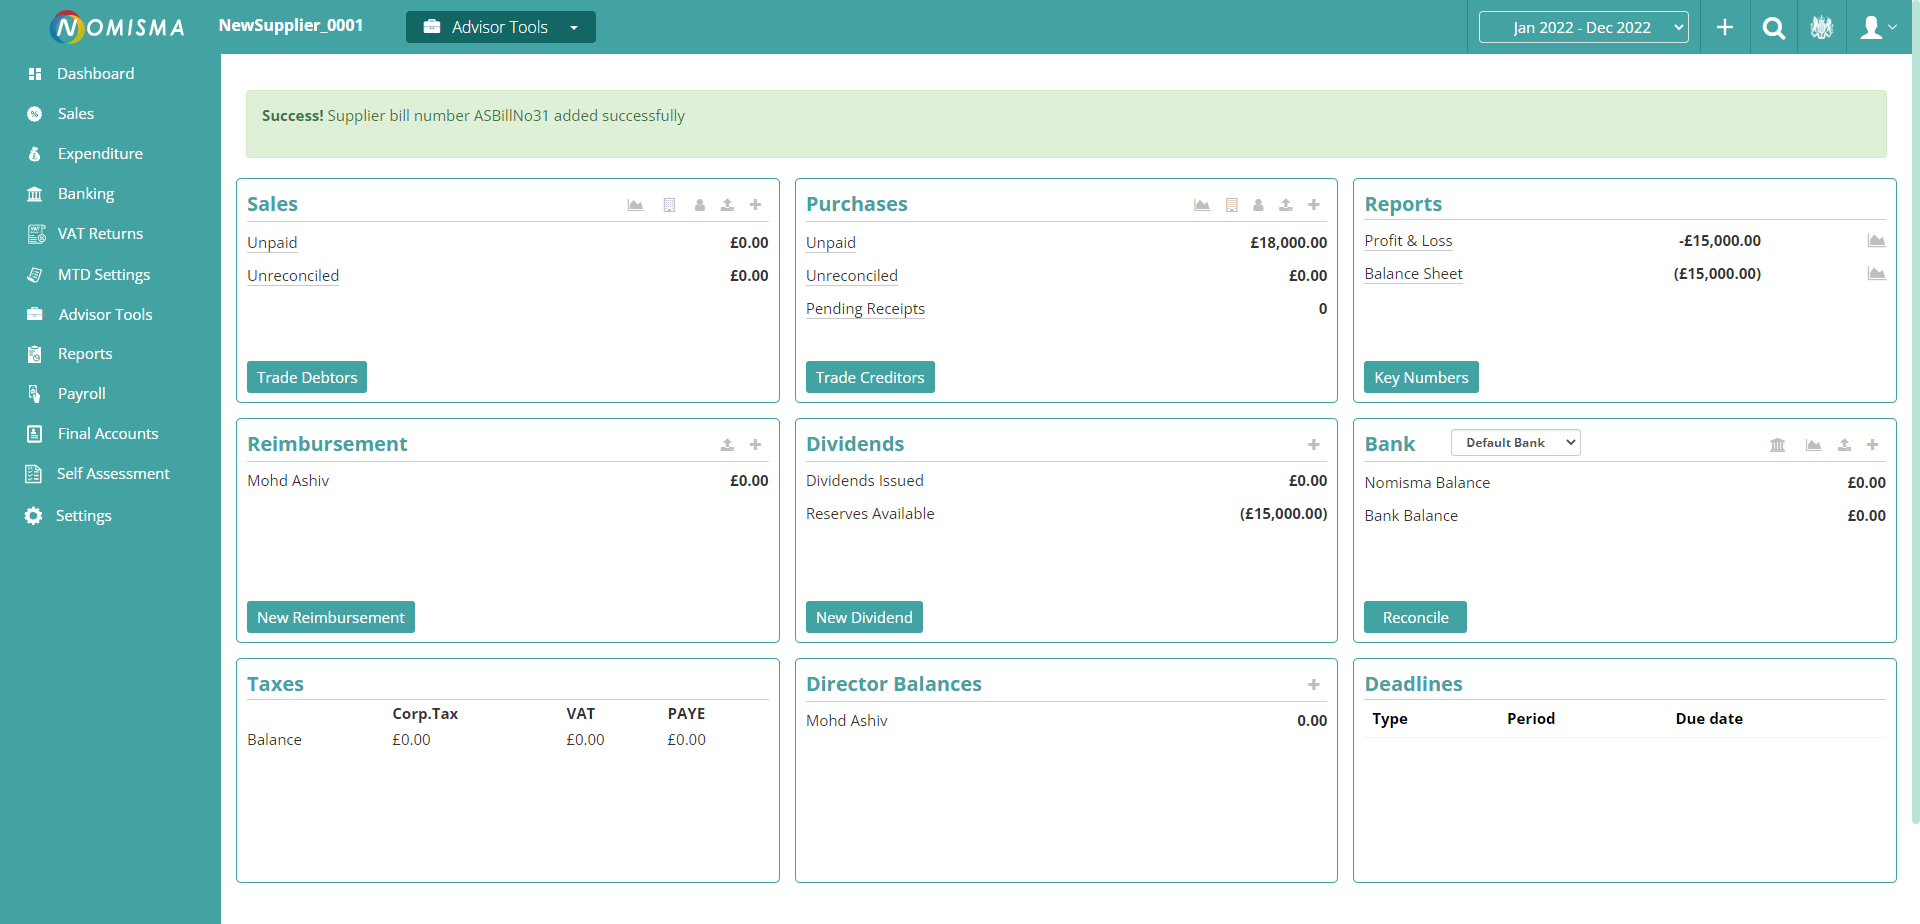 NOMISMA
NewSupplier_0001
Advisor Tools
Jan 2022 - Dec 2022
Dashboard
Sales
Expenditure
Banking
VAT Returns
MTD Settings
Advisor Tools
Reports
Payroll
Final Accounts
Self Assessment
Settings
Success! Supplier bill number ASBillNo31 added successfully
Sales
Unpaid £0.00
Unreconciled £0.00
Trade Debtors
Purchases
Unpaid £18,000.00
Unreconciled £0.00
Pending Receipts 0
Trade Creditors
Reports
Profit & Loss -£15,000.00
Balance Sheet (£15,000.00)
Key Numbers
Reimbursement
Mohd Ashiv £0.00
New Reimbursement
Dividends
Dividends Issued £0.00
Reserves Available (£15,000.00)
New Dividend
Bank Default Bank
Nomisma Balance £0.00
Bank Balance £0.00
Reconcile
Taxes
Corp.Tax VAT PAYE
Balance £0.00 £0.00 £0.00
Director Balances
Mohd Ashiv 0.00
Deadlines
Type Period Due date